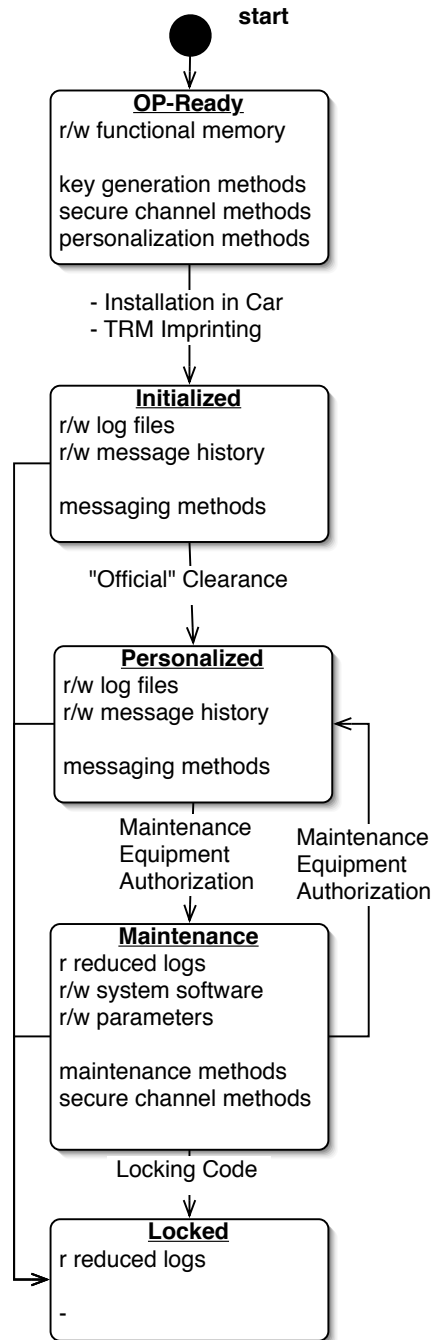 start
OP-Ready
r/w functional memory
key generation methods
secure channel methods
personalization methods
- Installation in Car
- TRM Imprinting
Initialized
r/w log files
r/w message history
messaging methods
"Official" Clearance
Personalized
r/w log files
r/w message history
messaging methods
Maintenance
Equipment
Authorization
Maintenance
Equipment
Authorization
Maintenance
r reduced logs
r/w system software
r/w parameters
maintenance methods
secure channel methods
Locking Code
Locked
r reduced logs
-